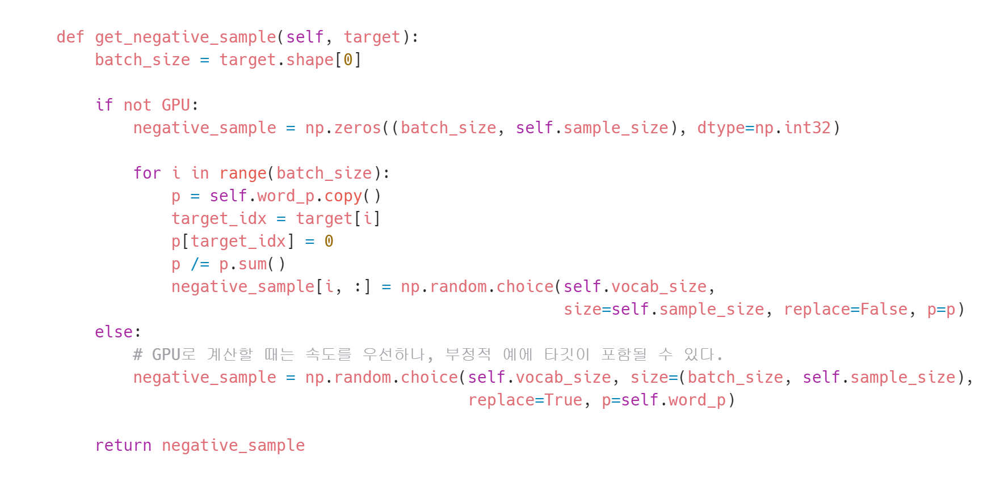 def get_negative_sample(self, target):
    batch_size = target.shape[0]

    if not GPU:
        negative_sample = np.zeros((batch_size, self.sample_size), dtype=np.int32)

        for i in range(batch_size):
            p = self.word_p.copy()
            target_idx = target[i]
            p[target_idx] = 0
            p /= p.sum()
            negative_sample[i, :] = np.random.choice(self.vocab_size,
                                                     size=self.sample_size, replace=False, p=p)
    else:
        # GPU로 계산할 때는 속도를 우선하나, 부정적 예에 타깃이 포함될 수 있다.
        negative_sample = np.random.choice(self.vocab_size, size=(batch_size, self.sample_size),
                                           replace=True, p=self.word_p)

    return negative_sample